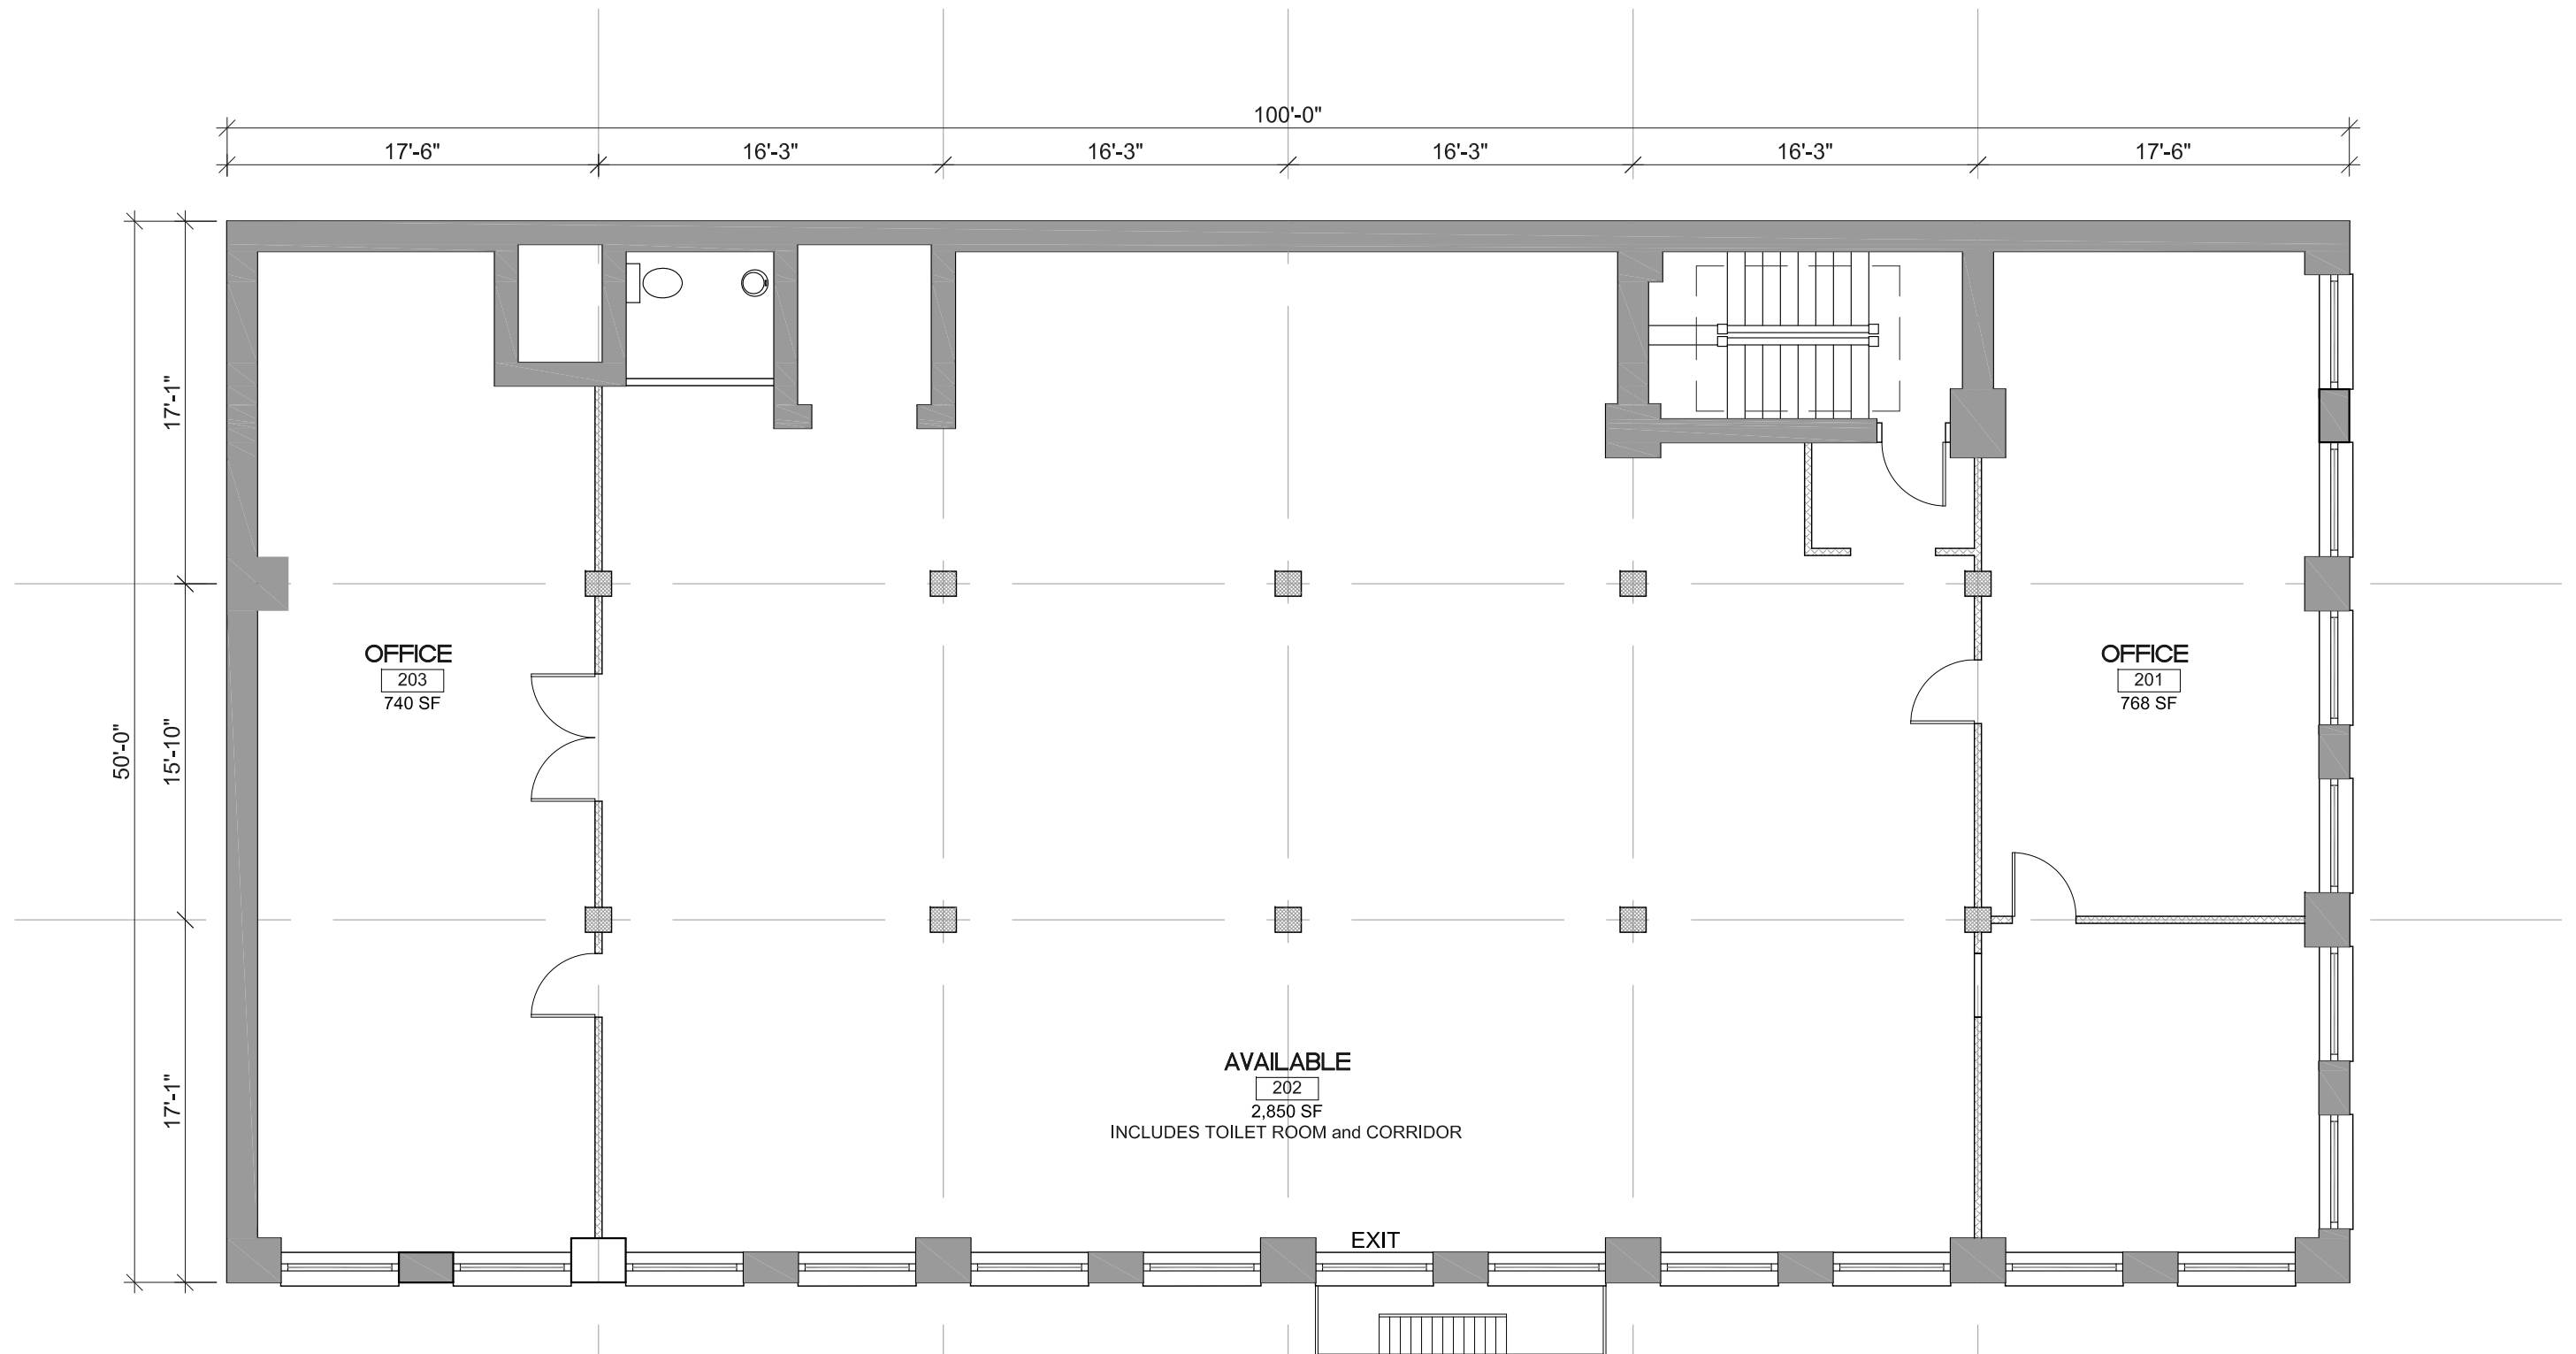 100'-0"
17'-6"
16'-3"
16'-3"
16'-3"
16'-3"
17'-6"
17'-1"
50'-0"
15'-10"
17'-1"
OFFICE
203
740 SF
OFFICE
201
768 SF
AVAILABLE
202
2,850 SF
INCLUDES TOILET ROOM and CORRIDOR
EXIT